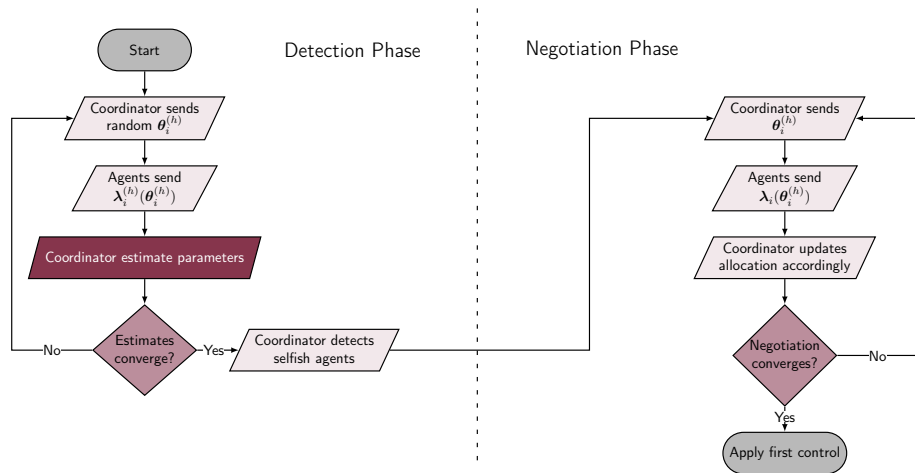 Start
Detection Phase
Coordinator sends
random θ_i^(h)
Agents send
λ_i^(h)(θ_i^(h))
Coordinator estimate parameters
Estimates
converge?
No
Yes
Coordinator detects
selfish agents
Negotiation Phase
Coordinator sends
θ_i^(h)
Agents send
λ_i(θ_i^(h))
Coordinator updates
allocation accordingly
Negotiation
converges?
No
Yes
Apply first control